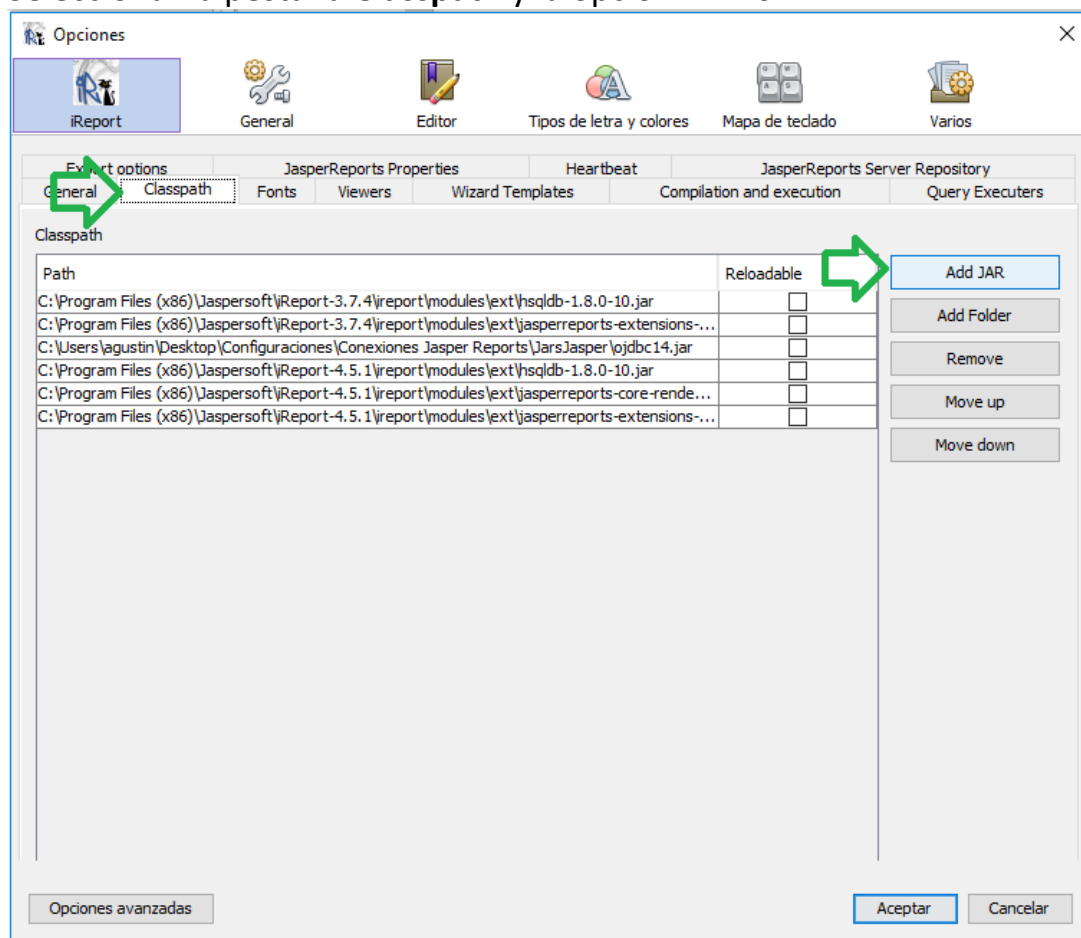 Opciones
iReport General Editor Tipos de letra y colores Mapa de teclado Varios
options JasperReports Properties Heartbeat JasperReports Server Repository
General Classpath Fonts Viewers Wizard Templates Compilation and execution Query Executers
Classpath
Path Reloadable Add JAR
C:\Program Files (x86)\Jaspersoft\iReport-3.7.4\ireport\modules\ext\hsqldb-1.8.0-10.jar
C:\Program Files (x86)\Jaspersoft\iReport-3.7.4\ireport\modules\ext\jasperreports-extensions-... Add Folder
C:\Users\agustin\Desktop\Configuraciones\Conexiones Jasper Reports\JarsJasper\ojdbc14.jar Remove
C:\Program Files (x86)\Jaspersoft\iReport-4.5.1\ireport\modules\ext\hsqldb-1.8.0-10.jar
C:\Program Files (x86)\Jaspersoft\iReport-4.5.1\ireport\modules\ext\jasperreports-core-rende... Move up
C:\Program Files (x86)\Jaspersoft\iReport-4.5.1\ireport\modules\ext\jasperreports-extensions-...
Move down
Opciones avanzadas Aceptar Cancelar